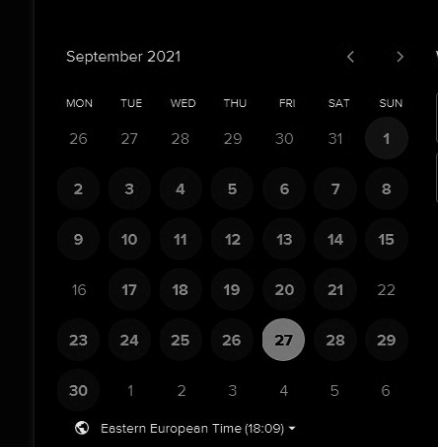 September 2021
MON TUE WED THU FRI SAT SUN
26 27 28 29 30 31 1
2 3 4 5 6 7 8
9 10 11 12 13 14 15
16 17 18 19 20 21 22
23 24 25 26 27 28 29
30 1 2 3 4 5 6
Eastern European Time (18:09)